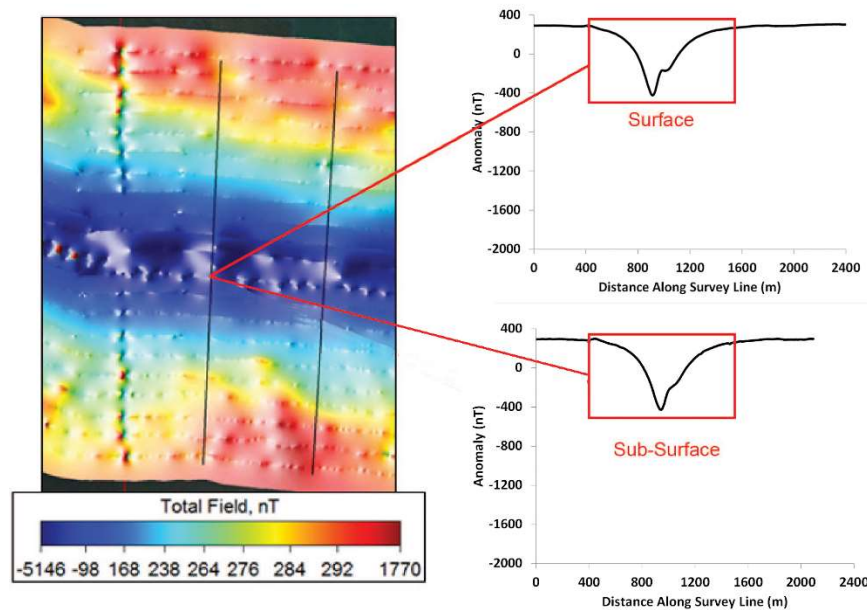 Total Field, nT
-5146 -98 168 238 264 276 284 292 1770
Anomaly (nT)
400
0
-400
-800
-1200
-1600
-2000
Surface
0 400 800 1200 1600 2000 2400
Distance Along Survey Line (m)
Anomaly (nT)
400
0
-400
-800
-1200
-1600
-2000
Sub-Surface
0 400 800 1200 1600 2000 2400
Distance Along Survey Line (m)